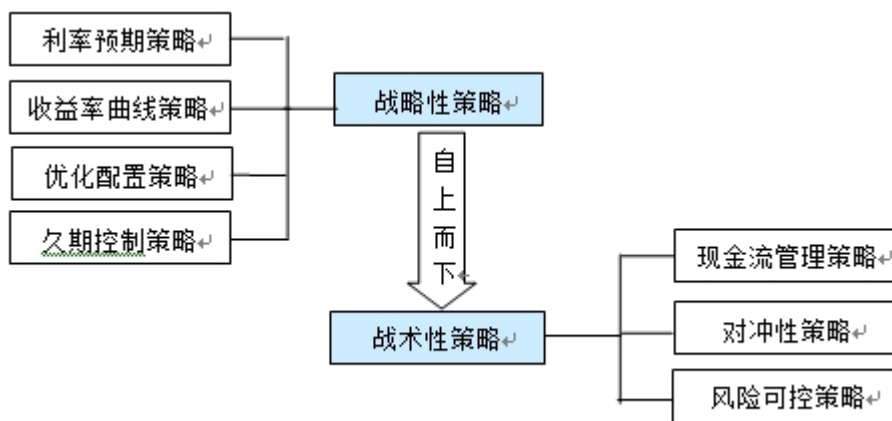 利率预期策略
收益率曲线策略
优化配置策略
久期控制策略
战略性策略
自上而下
战术性策略
现金流管理策略
对冲性策略
风险可控策略